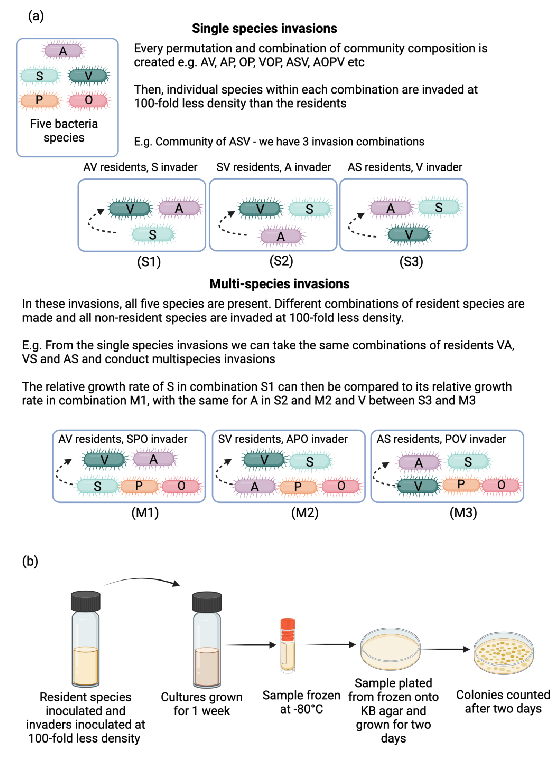 (a)
Single species invasions
A
S V
P O
Five bacteria
species
Every permutation and combination of community composition is
created e.g. AV, AP, OP, VOP, ASV, AOPV etc
Then, individual species within each combination are invaded at
100-fold less density than the residents
E.g. Community of ASV - we have 3 invasion combinations
AV residents, S invader
V A
S
(S1)
SV residents, A invader
V S
A
(S2)
AS residents, V invader
A S
V
(S3)
Multi-species invasions
In these invasions, all five species are present. Different combinations of resident species are
made and all non-resident species are invaded at 100-fold less density.
E.g. From the single species invasions we can take the same combinations of residents VA,
VS and AS and conduct multispecies invasions
The relative growth rate of S in combination S1 can then be compared to its relative growth
rate in combination M1, with the same for A in S2 and M2 and V between S3 and M3
AV residents, SPO invader
V A
S P O
(M1)
SV residents, APO invader
V S
A P O
(M2)
AS residents, POV invader
A S
V P O
(M3)
(b)
Resident species
inoculated and
invaders inoculated at
100-fold less density
Cultures grown
for 1 week
Sample frozen
at -80°C
Sample plated
from frozen onto
KB agar and
grown for two
days
Colonies counted
after two days